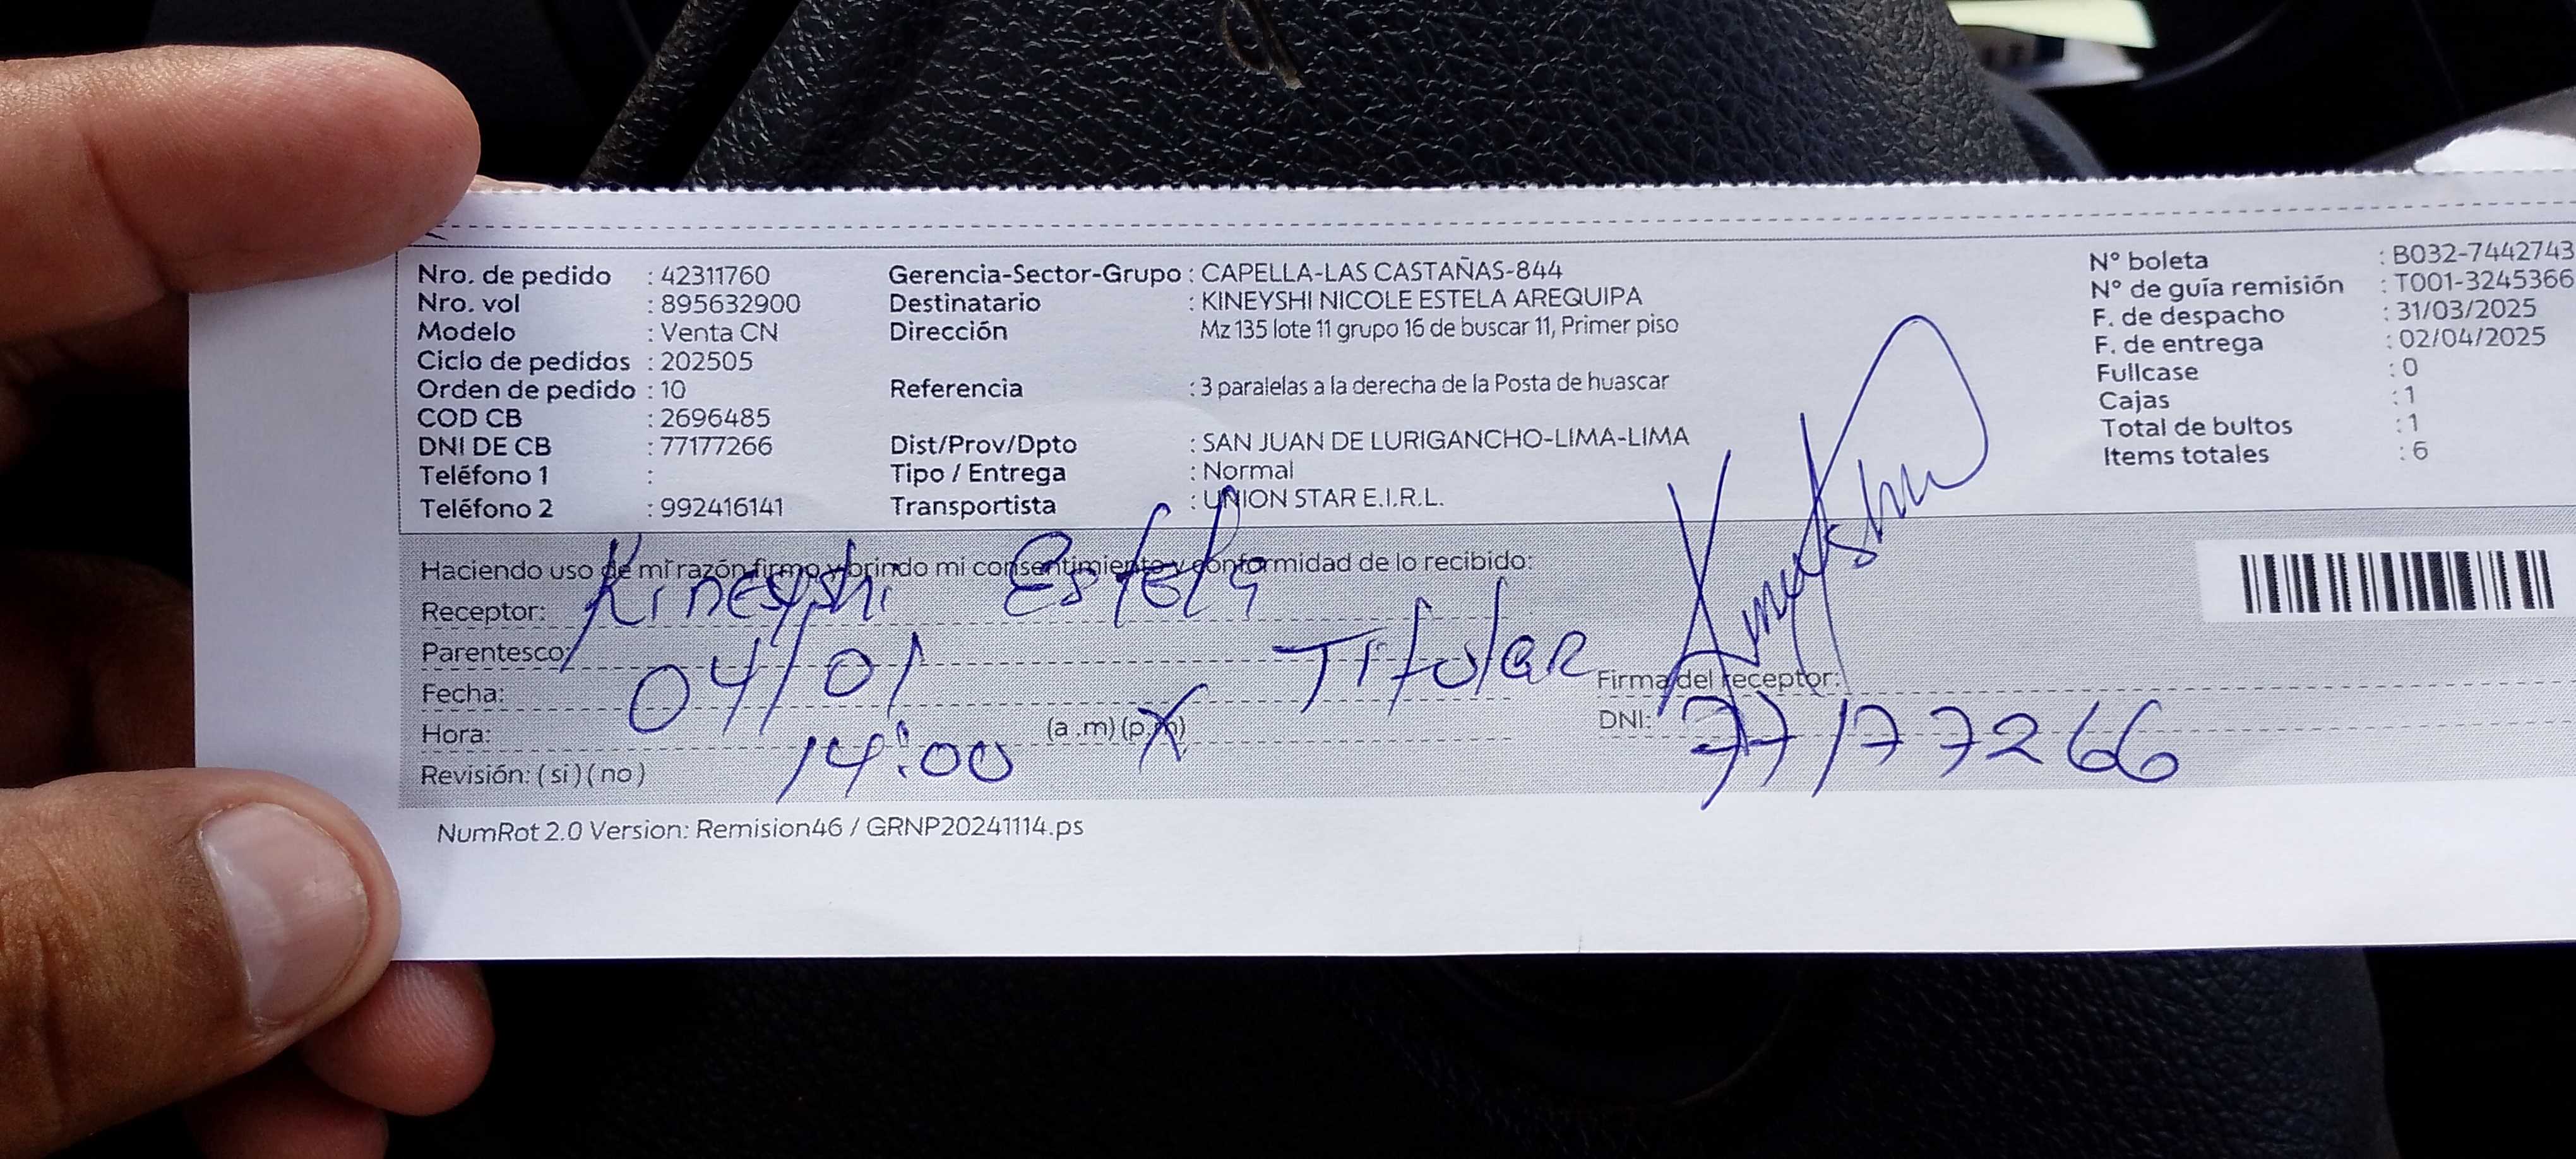 Nro. de pedido : 42311760
Nro. vol : 895632900
Modelo : Venta CN
Ciclo de pedidos : 202505
Orden de pedido : 10
COD CB : 2696485
DNI DE CB : 77177266
Teléfono 1 :
Teléfono 2 : 992416141
Gerencia-Sector-Grupo : CAPELLA-LAS CASTAÑAS-844
Destinatario : KINEYSHI NICOLE ESTELA AREQUIPA
Dirección Mz 135 lote 11 grupo 16 de buscar 11, Primer piso
Referencia : 3 paralelas a la derecha de la Posta de huascar
Dist/Prov/Dpto : SAN JUAN DE LURIGANCHO-LIMA-LIMA
Tipo / Entrega : Normal
Transportista : UNION STAR E.I.R.L.
N° boleta : B032-7442743
N° de guía remisión : T001-3245366
F. de despacho : 31/03/2025
F. de entrega : 02/04/2025
Fullcase : 0
Cajas : 1
Total de bultos : 1
Items totales : 6
Haciendo uso de mi razón firmo y brindo mi consentimiento y conformidad de lo recibido:
Receptor: Kineyshi Estela
Parentesco: Titular
Fecha: 04/01
Hora: 14:00 (a.m) (p.m)
Revisión: (si) (no)
Firma del receptor: Kineyshi
DNI: 77177266
NumRot 2.0 Version: Remision46 / GRNP20241114.ps